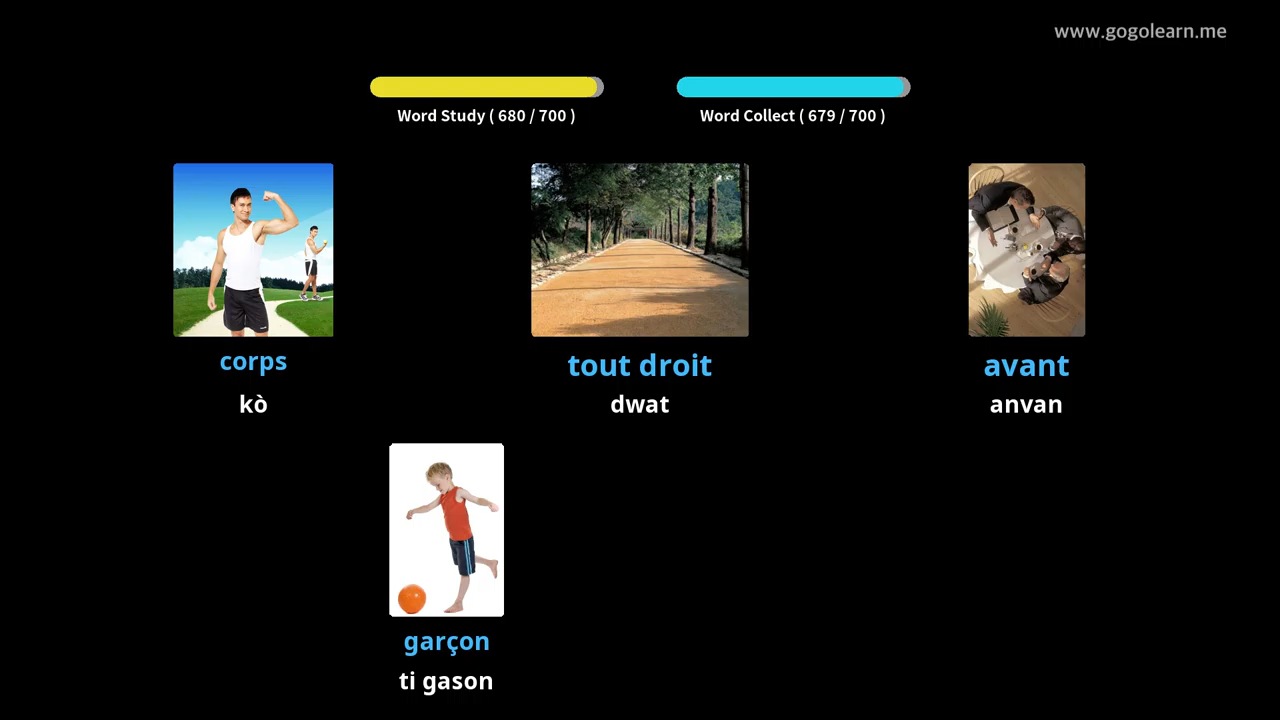 www.gogolearn.me
Word Study ( 680 / 700 )
Word Collect ( 679 / 700 )
corps
kò
tout droit
dwat
avant
anvan
garçon
ti gason